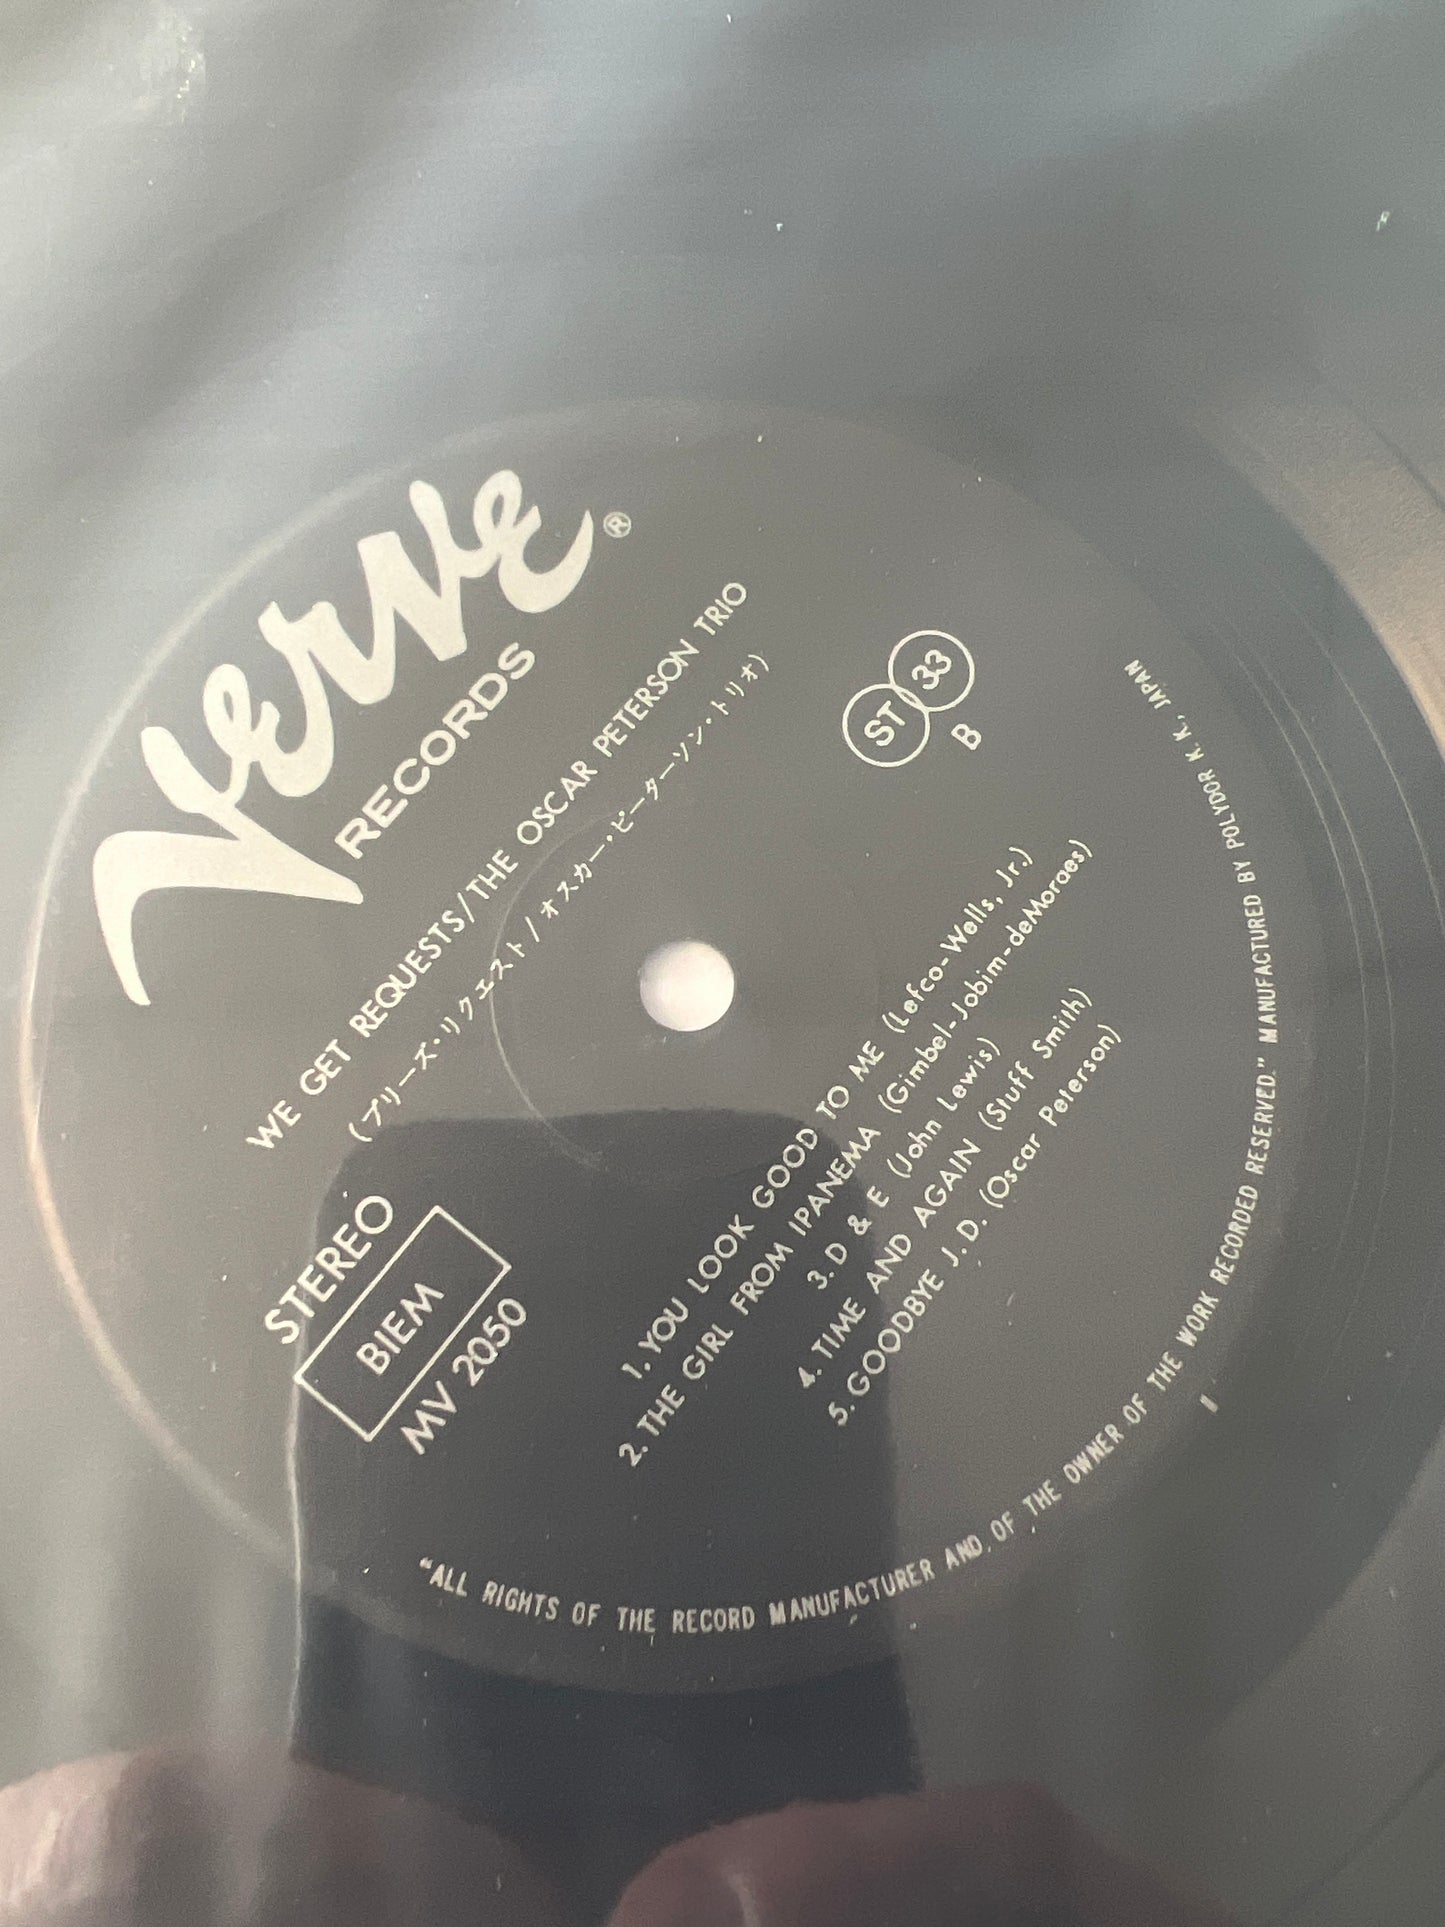 Verve®
RECORDS
WE GET REQUESTS/THE OSCAR PETERSON TRIO
(プリーズ・リクエスト/オスカー・ピーターソン・トリオ)
STEREO
BIEM
MV 2050
ST 33
B
1. YOU LOOK GOOD TO ME (Lefco-Wells, Jr.)
2. THE GIRL FROM IPANEMA (Gimbel-Jobim-deMoraes)
3. D & E (John Lewis)
4. TIME AND AGAIN (Stuff Smith)
5. GOODBYE J. D. (Oscar Peterson)
"ALL RIGHTS OF THE RECORD MANUFACTURER AND OF THE OWNER OF THE WORK RECORDED RESERVED." MANUFACTURED BY POLYDOR K. K., JAPAN